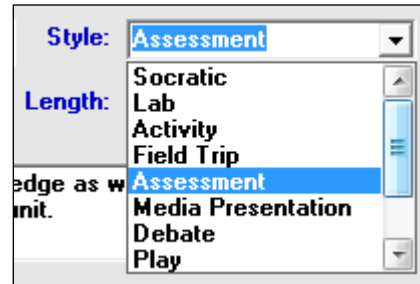 Style: Assessment
Socratic
Length: Lab
Activity
Field Trip
edge as w Assessment
unit. Media Presentation
Debate
Play